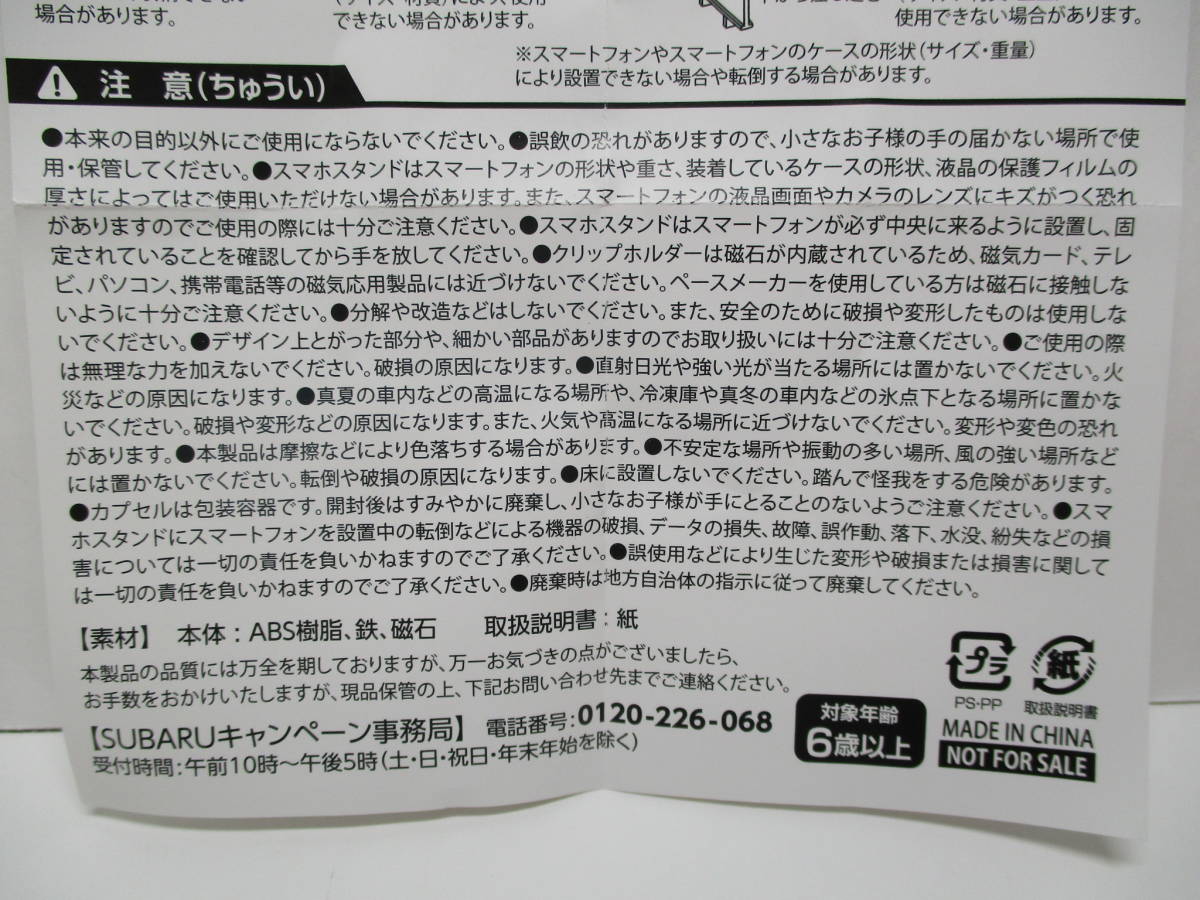 場合があります。
できない場合があります。
使用できない場合があります。
※スマートフォンやスマートフォンのケースの形状(サイズ・重量)
により設置できない場合や転倒する場合があります。
注 意(ちゅうい)
●本来の目的以外にご使用にならないでください。●誤飲の恐れがありますので、小さなお子様の手の届かない場所で使
用・保管してください。●スマホスタンドはスマートフォンの形状や重さ、装着しているケースの形状、液晶の保護フィルムの
厚さによってはご使用いただけない場合があります。また、スマートフォンの液晶画面やカメラのレンズにキズがつく恐れ
がありますのでご使用の際には十分ご注意ください。●スマホスタンドはスマートフォンが必ず中央に来るように設置し、固
定されていることを確認してから手を放してください。●クリップホルダーは磁石が内蔵されているため、磁気カード、テレ
ビ、パソコン、携帯電話等の磁気応用製品には近づけないでください。ペースメーカーを使用している方は磁石に接触しな
いように十分ご注意ください。●分解や改造などはしないでください。また、安全のために破損や変形したものは使用しな
いでください。●デザイン上とがった部分や、細かい部品がありますのでお取り扱いには十分ご注意ください。●ご使用の際
は無理な力を加えないでください。破損の原因になります。●直射日光や強い光が当たる場所には置かないでください。火
災などの原因になります。●真夏の車内などの高温になる場所や、冷凍庫や真冬の車内などの氷点下となる場所に置かな
いでください。破損や変形などの原因になります。また、火気や高温になる場所に近づけないでください。変形や変色の恐れ
があります。●本製品は摩擦などにより色落ちする場合があります。●不安定な場所や振動の多い場所、風の強い場所など
には置かないでください。転倒や破損の原因になります。●床に設置しないでください。踏んで怪我をする危険があります。
●カプセルは包装容器です。開封後はすみやかに廃棄し、小さなお子様が手にとることのないようご注意ください。●スマ
ホスタンドにスマートフォンを設置中の転倒などによる機器の破損、データの損失、故障、誤作動、落下、水没、紛失などの損
害については一切の責任を負いかねますのでご了承ください。●誤使用などにより生じた変形や破損または損害に関して
は一切の責任を負いかねますのでご了承ください。●廃棄時は地方自治体の指示に従って廃棄してください。
【素材】 本体:ABS樹脂、鉄、磁石 取扱説明書:紙
本製品の品質には万全を期しておりますが、万一お気づきの点がございましたら、
お手数をおかけいたしますが、現品保管の上、下記お問い合わせ先までご連絡ください。
【SUBARUキャンペーン事務局】 電話番号:0120-226-068
受付時間:午前10時～午後5時(土・日・祝日・年末年始を除く)
対象年齢
6歳以上
プラ
PS・PP
紙
取扱説明書
MADE IN CHINA
NOT FOR SALE